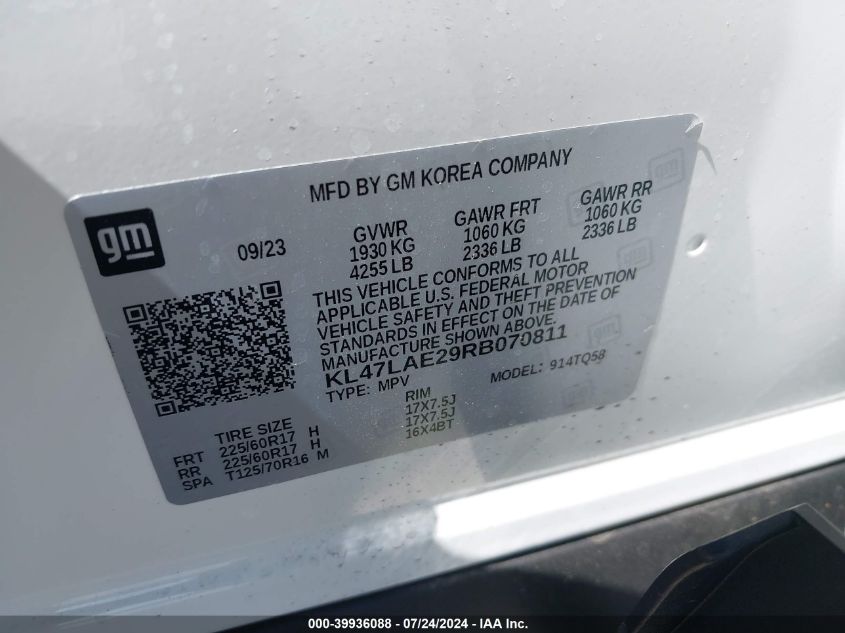 MFD BY GM KOREA COMPANY
gm
09/23
GVWR
1930 KG
4255 LB
GAWR FRT
1060 KG
2336 LB
GAWR RR
1060 KG
2336 LB
THIS VEHICLE CONFORMS TO ALL
APPLICABLE U.S. FEDERAL MOTOR
VEHICLE SAFETY AND THEFT PREVENTION
STANDARDS IN EFFECT ON THE DATE OF
MANUFACTURE SHOWN ABOVE.
KL47LAE29RB070811
TYPE: MPV
MODEL: 914TQ58
TIRE SIZE
RIM
FRT 225/60R17 H 17X7.5J
RR 225/60R17 H 17X7.5J
SPA T125/70R16 M 16X4BT
000-39936088 - 07/24/2024 - IAA Inc.